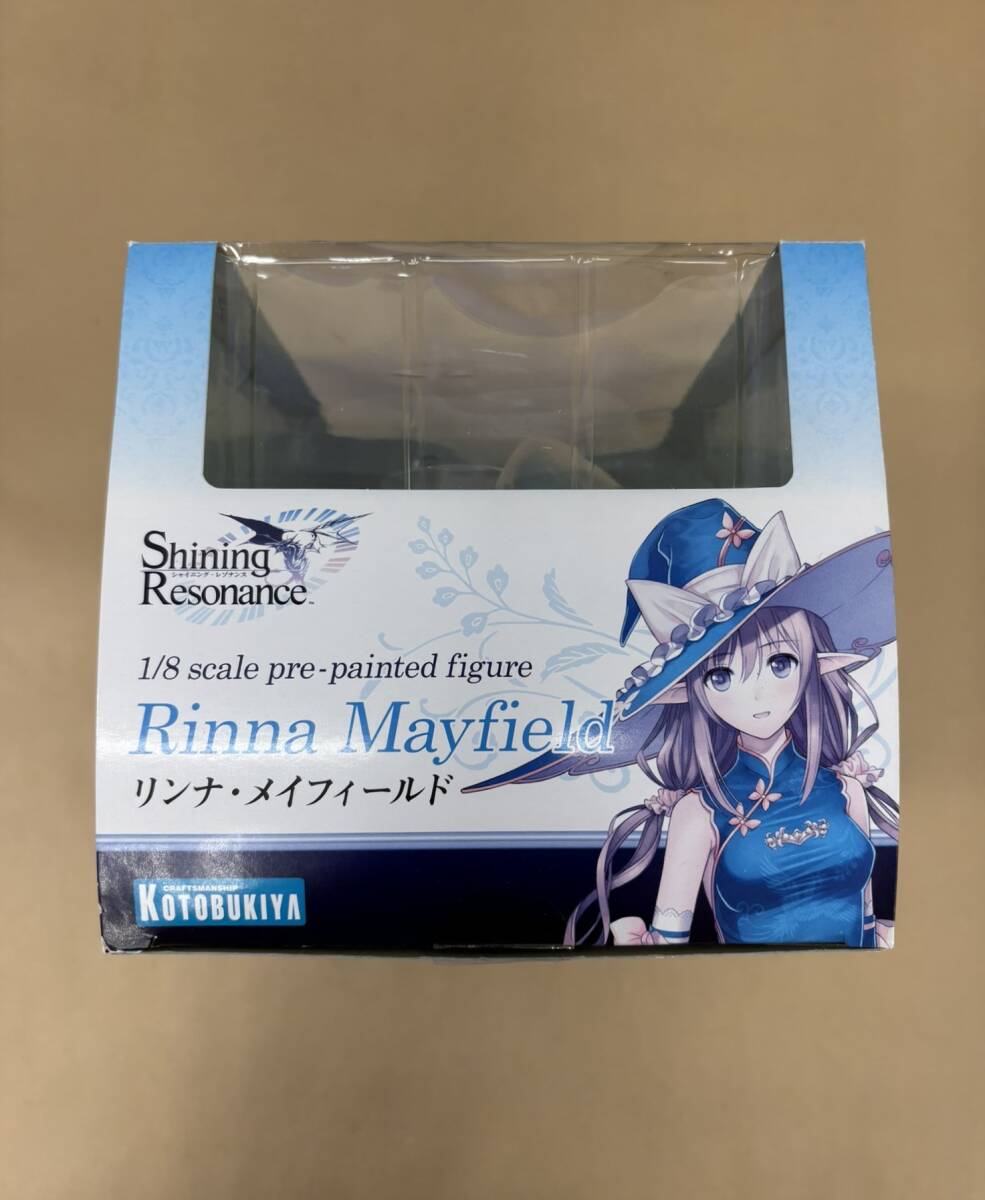 Shining
シャイニング・レゾナンス
Resonance™
1/8 scale pre-painted figure
Rinna Mayfield
リンナ・メイフィールド
CRAFTSMANSHIP
KOTOBUKIYA